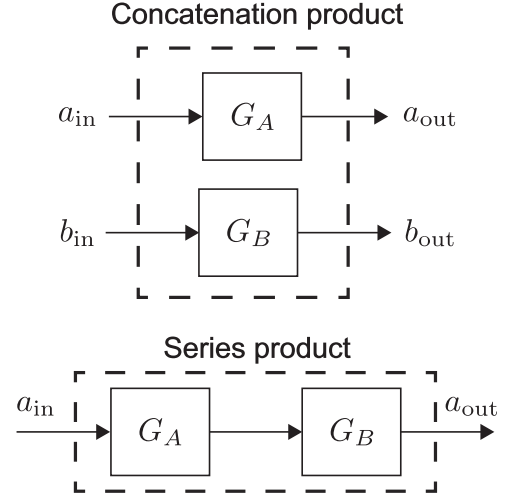 Concatenation product
a_in G_A a_out
b_in G_B b_out
Series product
a_in G_A G_B a_out